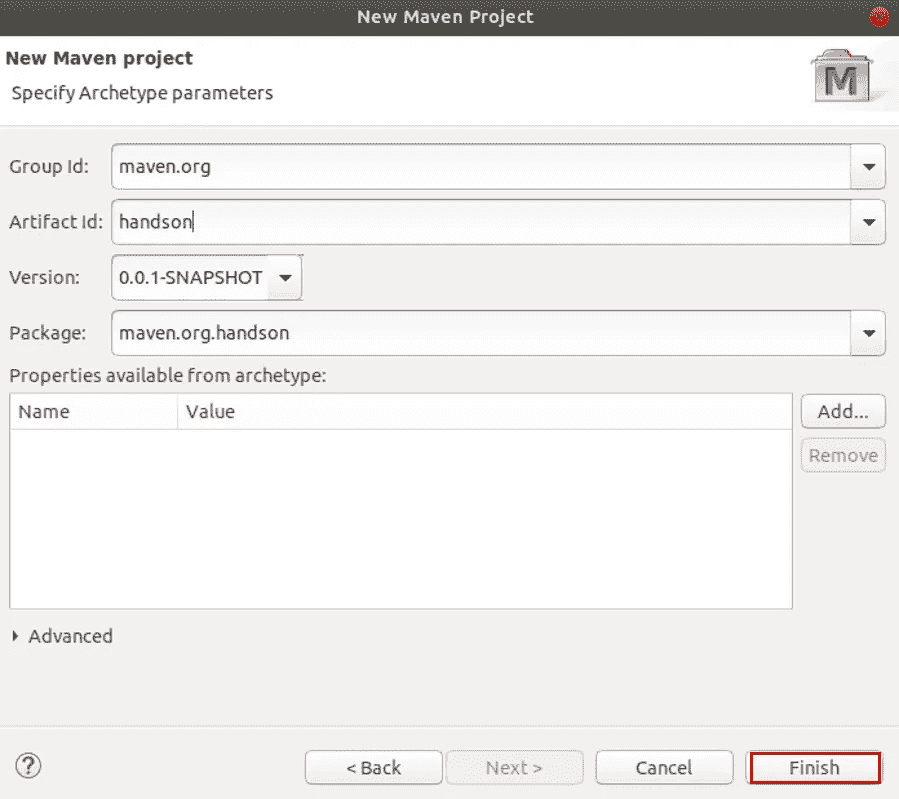 New Maven Project
New Maven project
Specify Archetype parameters
M
Group Id: maven.org
Artifact Id: handson
Version: 0.0.1-SNAPSHOT
Package: maven.org.handson
Properties available from archetype:
Name Value Add...
Remove
Advanced
? < Back Next > Cancel Finish